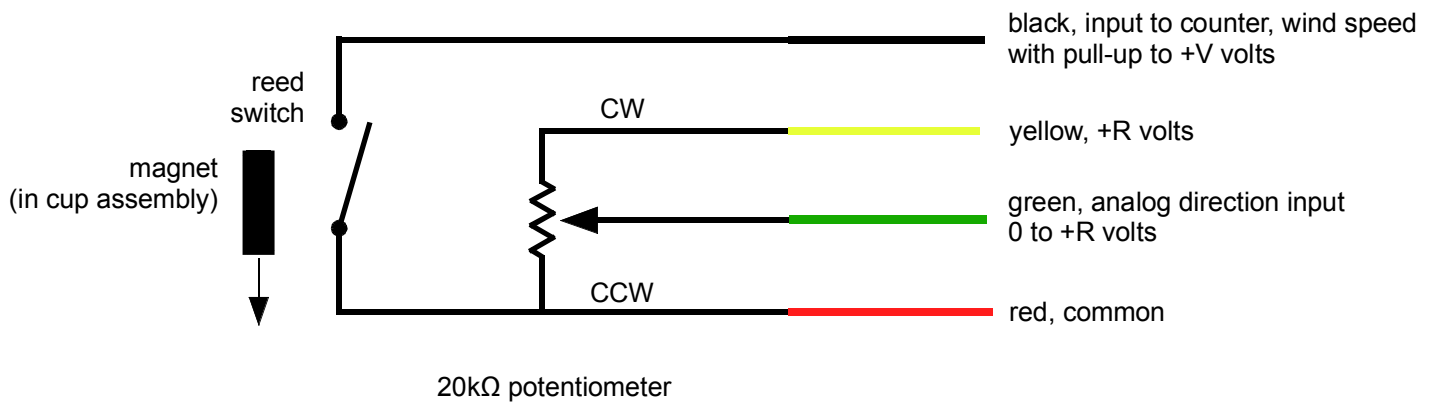 black, input to counter, wind speed
with pull-up to +V volts
reed
switch
CW
yellow, +R volts
magnet
(in cup assembly)
green, analog direction input
0 to +R volts
CCW
red, common
20kΩ potentiometer